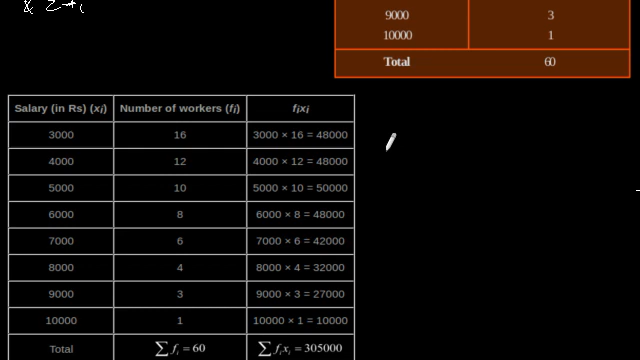 & Σ
9000 3
10000 1
Total 60
Salary (in Rs) (xᵢ) Number of workers (fᵢ) fᵢxᵢ
3000 16 3000 × 16 = 48000
4000 12 4000 × 12 = 48000
5000 10 5000 × 10 = 50000
6000 8 6000 × 8 = 48000
7000 6 7000 × 6 = 42000
8000 4 8000 × 4 = 32000
9000 3 9000 × 3 = 27000
10000 1 10000 × 1 = 10000
Total ∑ fᵢ = 60 ∑ fᵢxᵢ = 305000